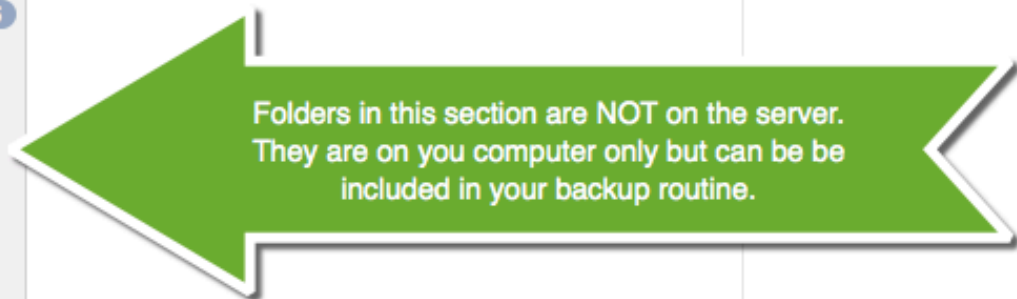 Folders in this section are NOT on the server.
They are on you computer only but can be be
included in your backup routine.